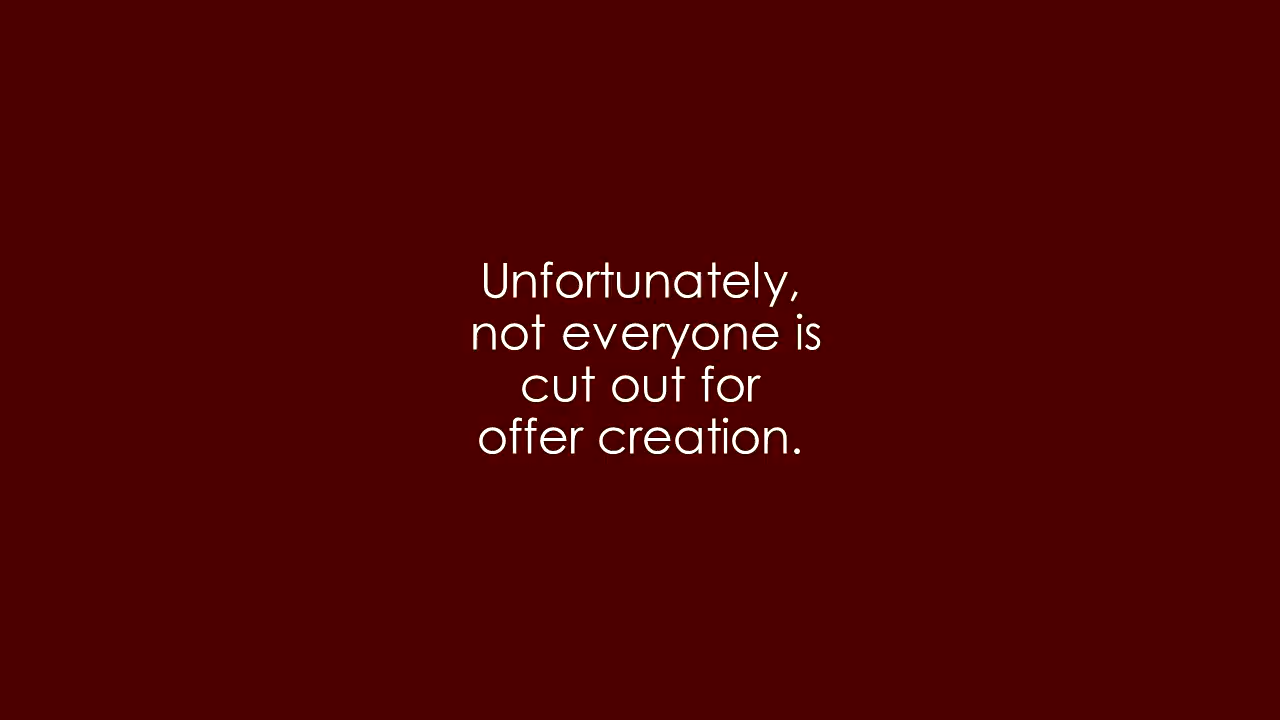 Unfortunately,
not everyone is
cut out for
offer creation.